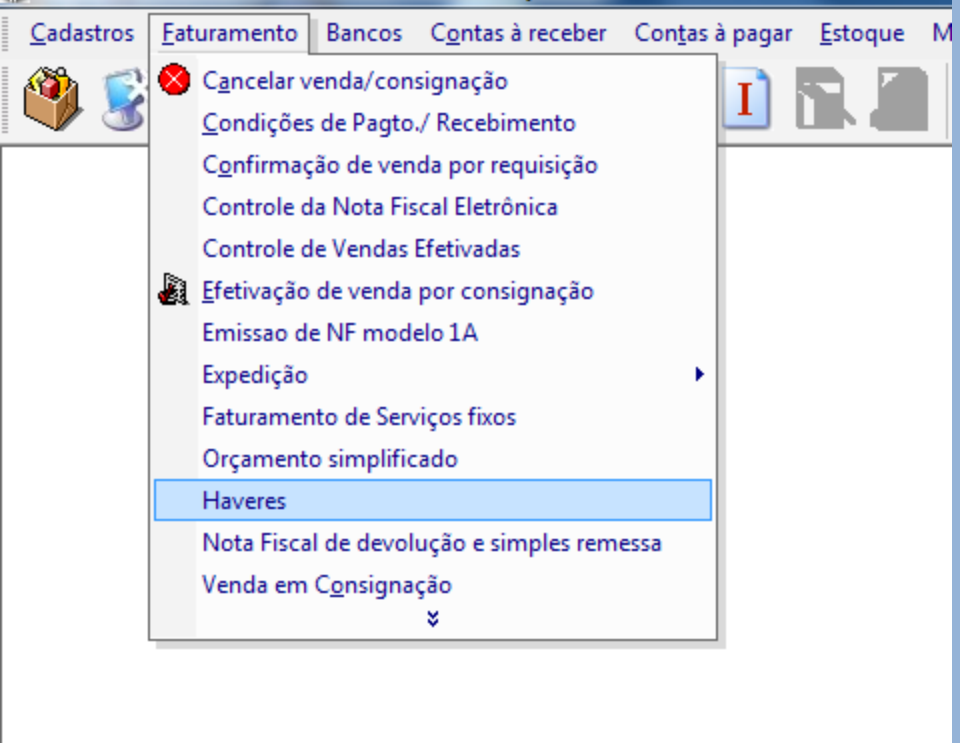 Cadastros Faturamento Bancos Contas à receber Contas à pagar Estoque M
Cancelar venda/consignação
I
Condições de Pagto./ Recebimento
Confirmação de venda por requisição
Controle da Nota Fiscal Eletrônica
Controle de Vendas Efetivadas
Efetivação de venda por consignação
Emissao de NF modelo 1A
Expedição
Faturamento de Serviços fixos
Orçamento simplificado
Haveres
Nota Fiscal de devolução e simples remessa
Venda em Consignação